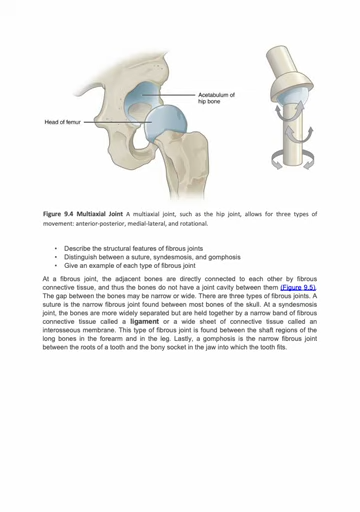 Acetabulum of
hip bone
Head of femur
Figure 9.4 Multiaxial Joint A multiaxial joint, such as the hip joint, allows for three types of
movement: anterior-posterior, medial-lateral, and rotational.
• Describe the structural features of fibrous joints
• Distinguish between a suture, syndesmosis, and gomphosis
• Give an example of each type of fibrous joint
At a fibrous joint, the adjacent bones are directly connected to each other by fibrous
connective tissue, and thus the bones do not have a joint cavity between them (Figure 9.5).
The gap between the bones may be narrow or wide. There are three types of fibrous joints. A
suture is the narrow fibrous joint found between most bones of the skull. At a syndesmosis
joint, the bones are more widely separated but are held together by a narrow band of fibrous
connective tissue called a ligament or a wide sheet of connective tissue called an
interosseous membrane. This type of fibrous joint is found between the shaft regions of the
long bones in the forearm and in the leg. Lastly, a gomphosis is the narrow fibrous joint
between the roots of a tooth and the bony socket in the jaw into which the tooth fits.